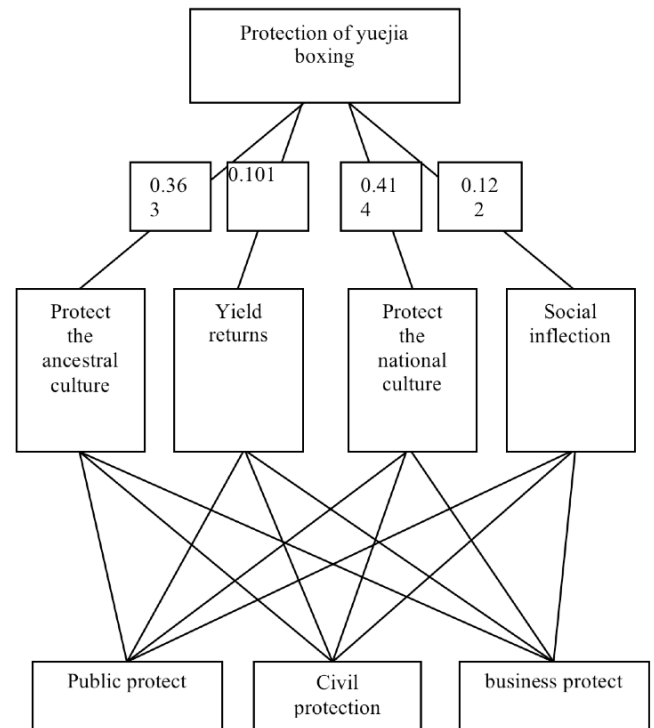 Protection of yuejia
boxing
0.36
3
0.101
0.41
4
0.12
2
Protect
the
ancestral
culture
Yield
returns
Protect
the
national
culture
Social
inflection
Public protect
Civil
protection
business protect